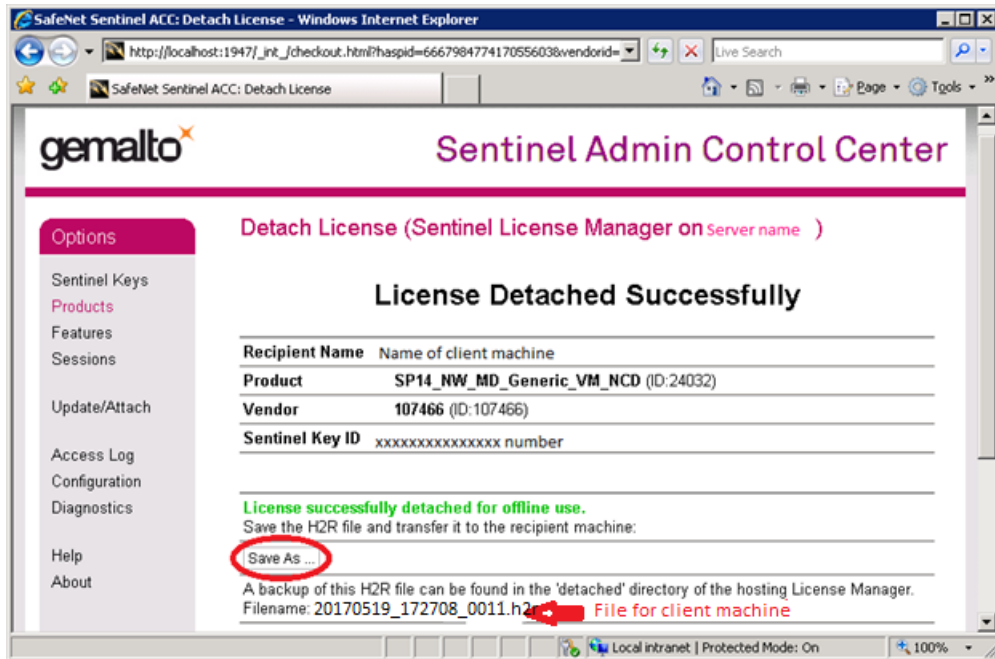 SafeNet Sentinel ACC: Detach License - Windows Internet Explorer
http://localhost:1947/_int_/checkout.html?haspid=666798477417055603&vendorid=
Live Search
SafeNet Sentinel ACC: Detach License
Page
Tools
gemalto
Sentinel Admin Control Center
Options
Sentinel Keys
Products
Features
Sessions
Update/Attach
Access Log
Configuration
Diagnostics
Help
About
Detach License (Sentinel License Manager on Server name )
License Detached Successfully
Recipient Name Name of client machine
Product SP14_NW_MD_Generic_VM_NCD (ID:24032)
Vendor 107466 (ID:107466)
Sentinel Key ID xxxxxxxxxxxxxxx number
License successfully detached for offline use.
Save the H2R file and transfer it to the recipient machine:
Save As ...
A backup of this H2R file can be found in the 'detached' directory of the hosting License Manager.
Filename: 20170519_172708_0011.h2r File for client machine
Local intranet | Protected Mode: On
100%